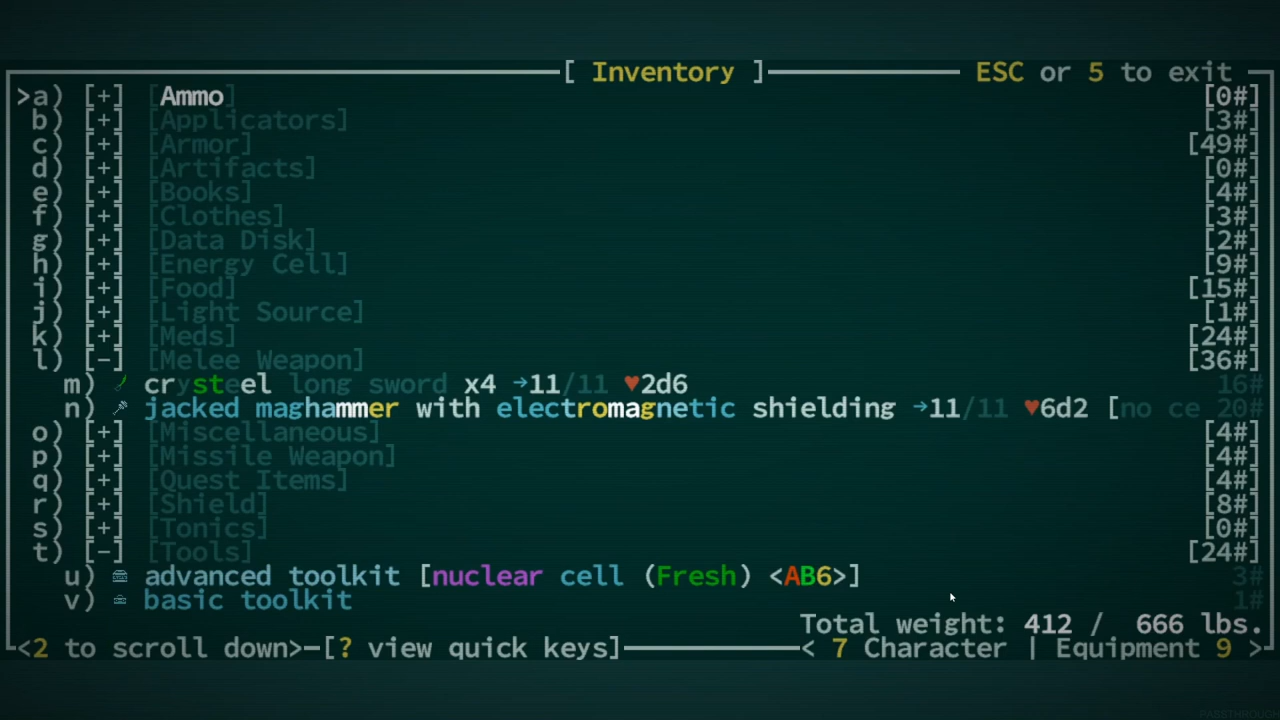 [ Inventory ] ESC or 5 to exit
>a) [+] [Ammo] [0#]
b) [+] [Applicators] [3#]
c) [+] [Armor] [49#]
d) [+] [Artifacts] [0#]
e) [+] [Books] [4#]
f) [+] [Clothes] [3#]
g) [+] [Data Disk] [2#]
h) [+] [Energy Cell] [9#]
i) [+] [Food] [15#]
j) [+] [Light Source] [1#]
k) [+] [Meds] [24#]
l) [-] [Melee Weapon] [36#]
m) crysteel long sword x4 →11/11 ♥2d6 16#
n) jacked maghammer with electromagnetic shielding →11/11 ♥6d2 [no ce 20#
o) [+] [Miscellaneous] [4#]
p) [+] [Missile Weapon] [4#]
q) [+] [Quest Items] [4#]
r) [+] [Shield] [8#]
s) [+] [Tonics] [0#]
t) [-] [Tools] [24#]
u) advanced toolkit [nuclear cell (Fresh) <AB6>] 3#
v) basic toolkit 1#
Total weight: 412 / 666 lbs.
<2 to scroll down> [? view quick keys] < 7 Character | Equipment 9 >